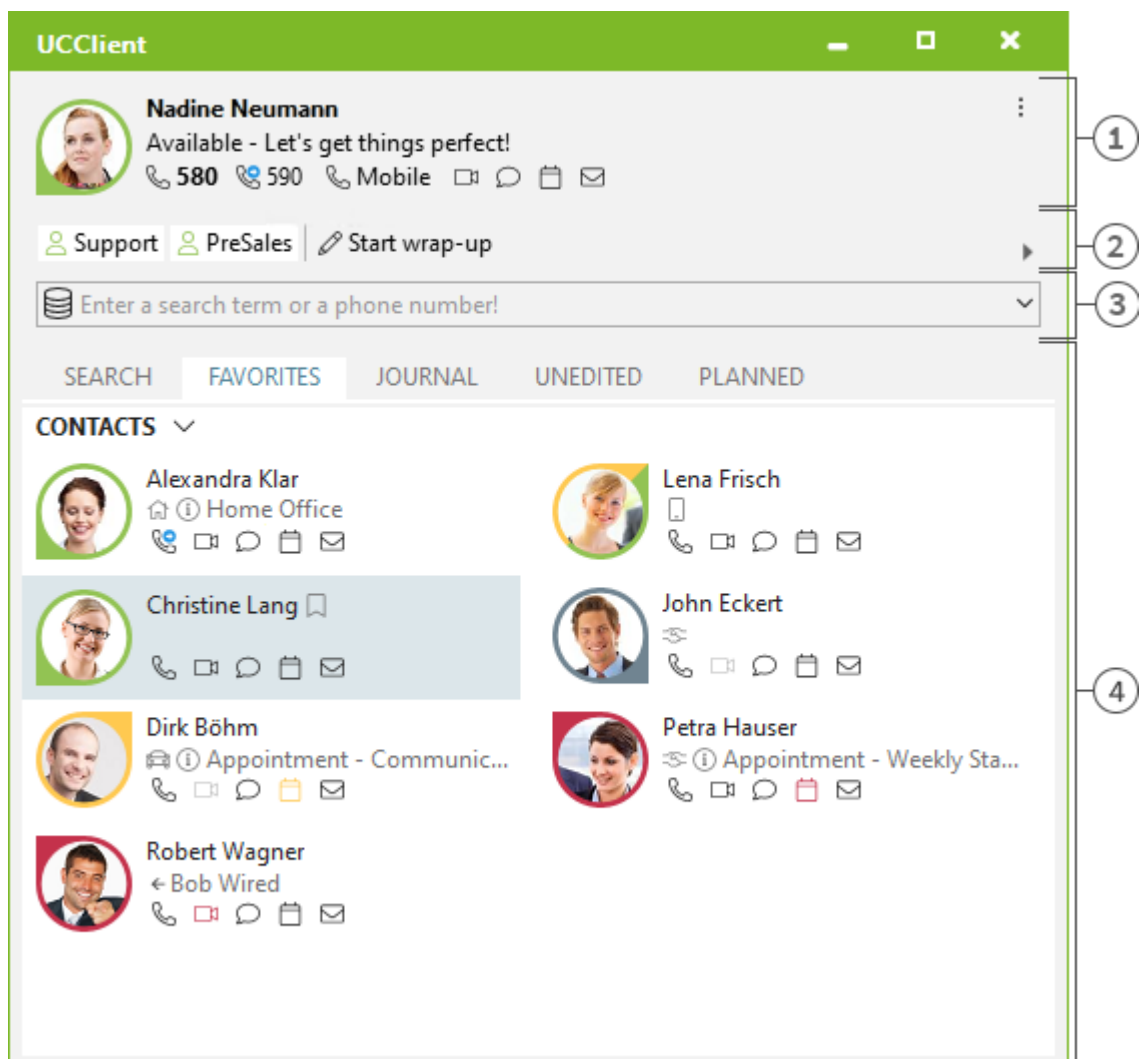 UCClient
Nadine Neumann
Available - Let's get things perfect!
580 590 Mobile
1
Support PreSales Start wrap-up
2
Enter a search term or a phone number!
3
SEARCH FAVORITES JOURNAL UNEDITED PLANNED
CONTACTS
Alexandra Klar
Home Office
Lena Frisch
Christine Lang
John Eckert
4
Dirk Böhm
Appointment - Communic...
Petra Hauser
Appointment - Weekly Sta...
Robert Wagner
Bob Wired